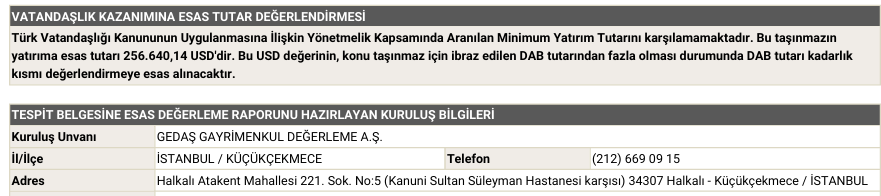 VATANDAŞLIK KAZANIMINA ESAS TUTAR DEĞERLENDİRMESİ
Türk Vatandaşlığı Kanununun Uygulanmasına İlişkin Yönetmelik Kapsamında Aranılan Minimum Yatırım Tutarını karşılamamaktadır. Bu taşınmazın
yatırıma esas tutarı 256.640,14 USD'dir. Bu USD değerinin, konu taşınmaz için ibraz edilen DAB tutarından fazla olması durumunda DAB tutarı kadarlık
kısmı değerlendirmeye esas alınacaktır.
TESPİT BELGESİNE ESAS DEĞERLEME RAPORUNU HAZIRLAYAN KURULUŞ BİLGİLERİ
Kuruluş Unvanı GEDAŞ GAYRİMENKUL DEĞERLEME A.Ş.
İl/İlçe İSTANBUL / KÜÇÜKÇEKMECE Telefon (212) 669 09 15
Adres Halkalı Atakent Mahallesi 221. Sok. No:5 (Kanuni Sultan Süleyman Hastanesi karşısı) 34307 Halkalı - Küçükçekmece / İSTANBUL